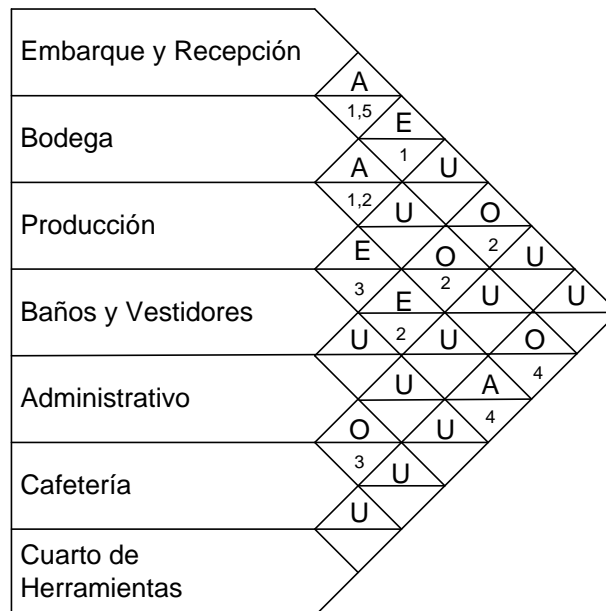 Embarque y Recepción
A
1,5
E
Bodega
1
A U
1,2
U O
Producción
E O 2 U
3 E 2 U U
Baños y Vestidores
U 2 U O
4
U A
Administrativo
4
O U
3
U
Cafetería
U
Cuarto de
Herramientas